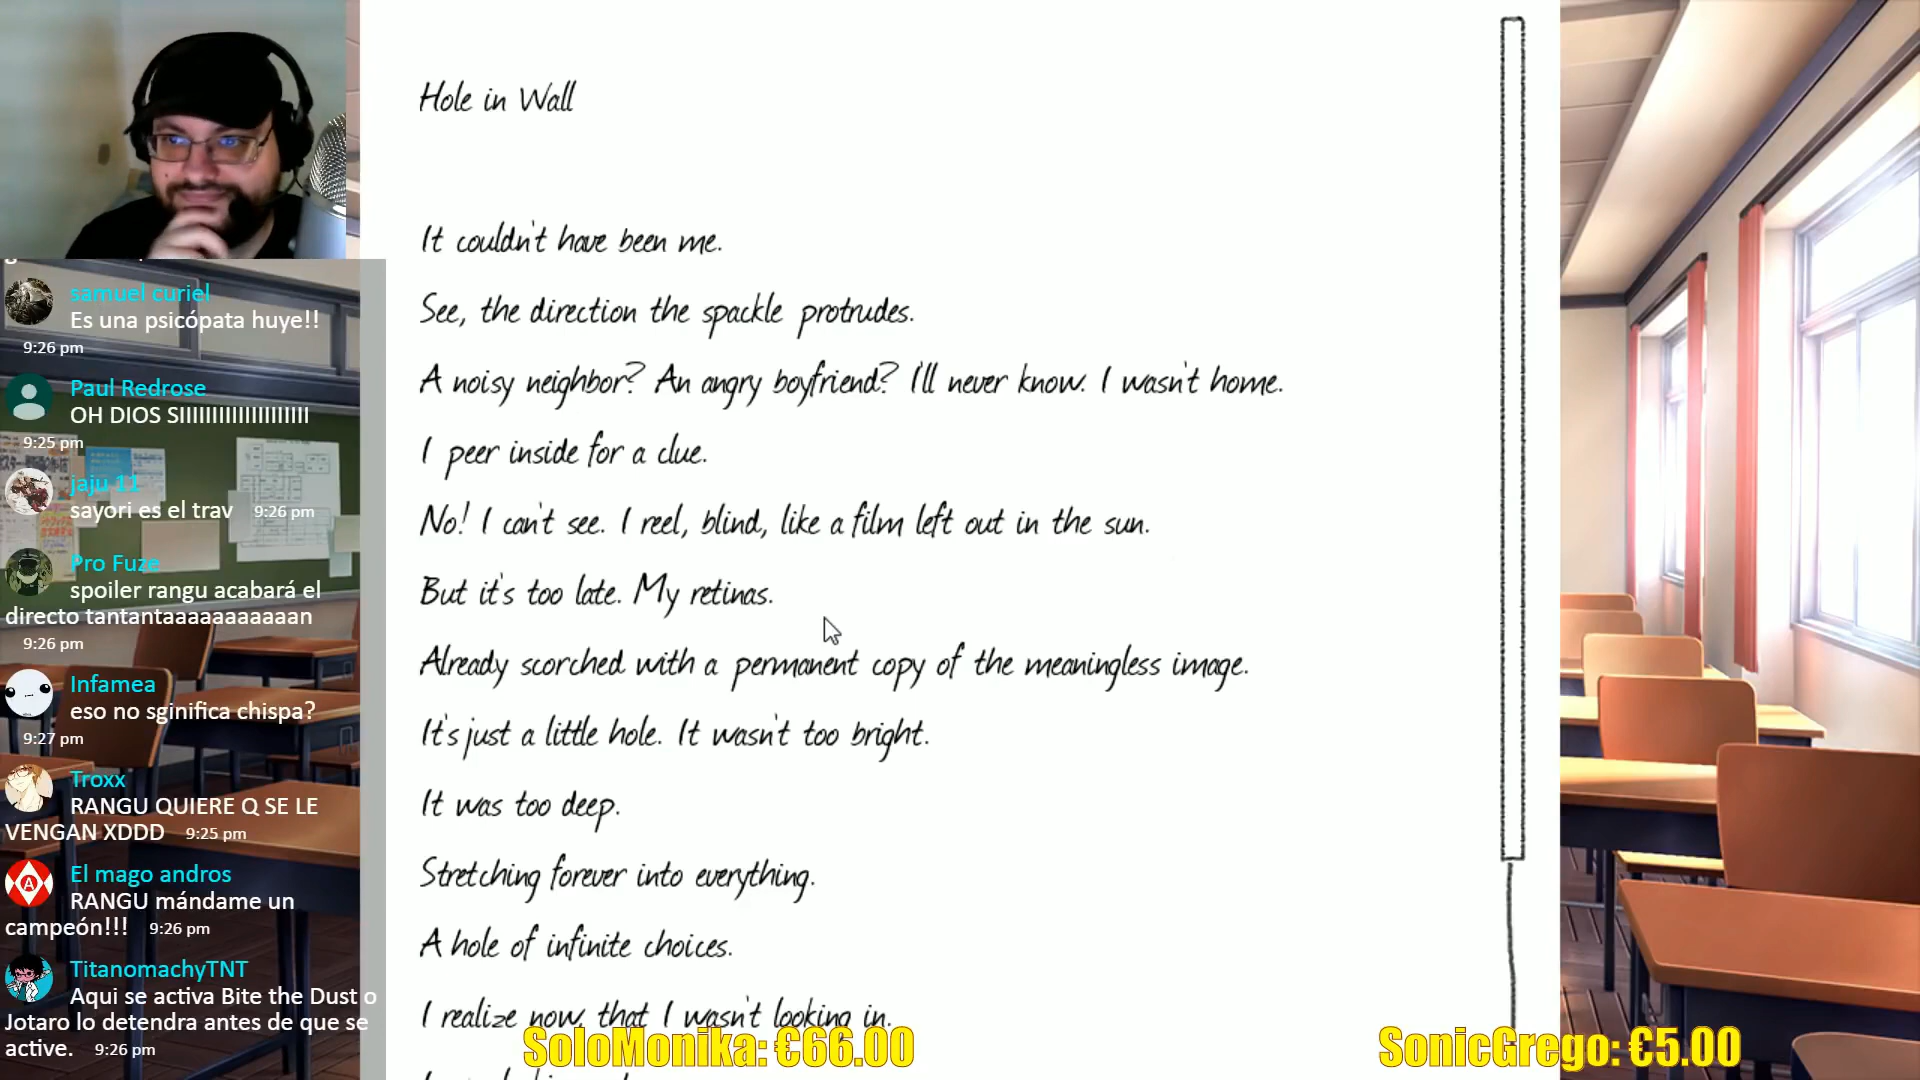 Hole in Wall
It couldn't have been me.
See, the direction the spackle protrudes.
A noisy neighbor? An angry boyfriend? I'll never know. I wasn't home.
I peer inside for a clue.
No! I can't see. I reel, blind, like a film left out in the sun.
But it's too late. My retinas.
Already scorched with a permanent copy of the meaningless image.
It's just a little hole. It wasn't too bright.
It was too deep.
Stretching forever into everything.
A hole of infinite choices.
I realize now, that I wasn't looking in.
samuel curiel
Es una psicópata huye!!
9:26 pm
Paul Redrose
OH DIOS SIIIIIIIIIIIIIIIIIIII
9:25 pm
jaju 11
sayori es el trav 9:26 pm
Pro Fuze
spoiler rangu acabará el
directo tantantaaaaaaaaaaan
9:26 pm
Infamea
eso no sginifica chispa?
9:27 pm
Troxx
RANGU QUIERE Q SE LE
VENGAN XDDD 9:25 pm
El mago andros
RANGU mándame un
campeón!!! 9:26 pm
TitanomachyTNT
Aqui se activa Bite the Dust o
Jotaro lo detendra antes de que se
active. 9:26 pm
SoloMonika: €66.00
SonicGrego: €5.00